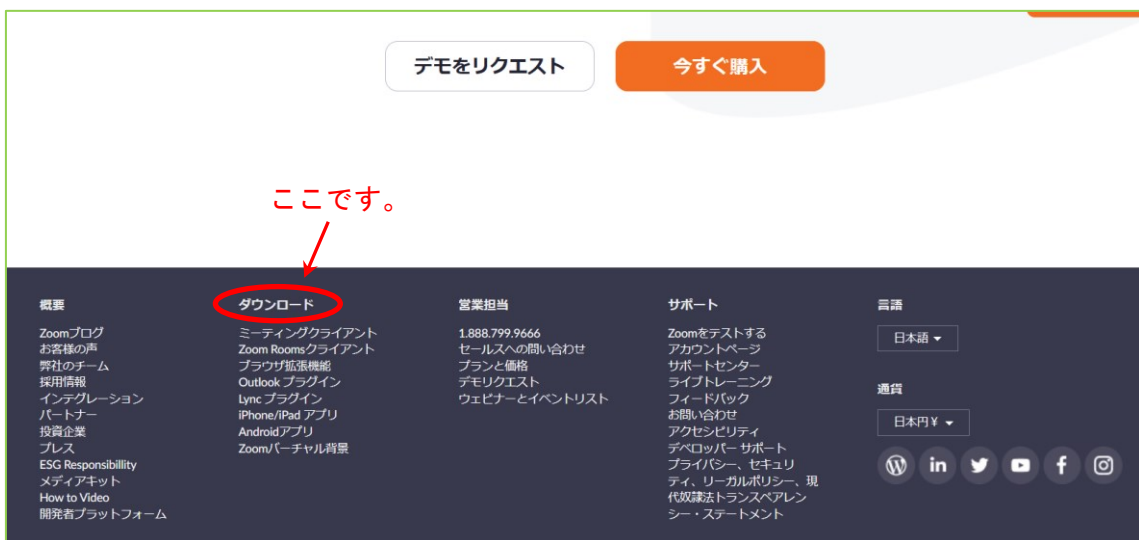 デモをリクエスト
今すぐ購入
ここです。
概要
Zoomブログ
お客様の声
弊社のチーム
採用情報
インテグレーション
パートナー
投資企業
プレス
ESG Responsibillity
メディアキット
How to Video
開発者プラットフォーム
ダウンロード
ミーティングクライアント
Zoom Roomsクライアント
ブラウザ拡張機能
Outlook プラグイン
Lync プラグイン
iPhone/iPad アプリ
Androidアプリ
Zoomバーチャル背景
営業担当
1.888.799.9666
セールスへの問い合わせ
プランと価格
デモリクエスト
ウェビナーとイベントリスト
サポート
Zoomをテストする
アカウントページ
サポートセンター
ライブトレーニング
フィードバック
お問い合わせ
アクセシビリティ
デベロッパー サポート
プライバシー、セキュリ
ティ、リーガルポリシー、現
代奴隷法トランスペアレン
シー・ステートメント
言語
日本語
通貨
日本円 ¥
in
f